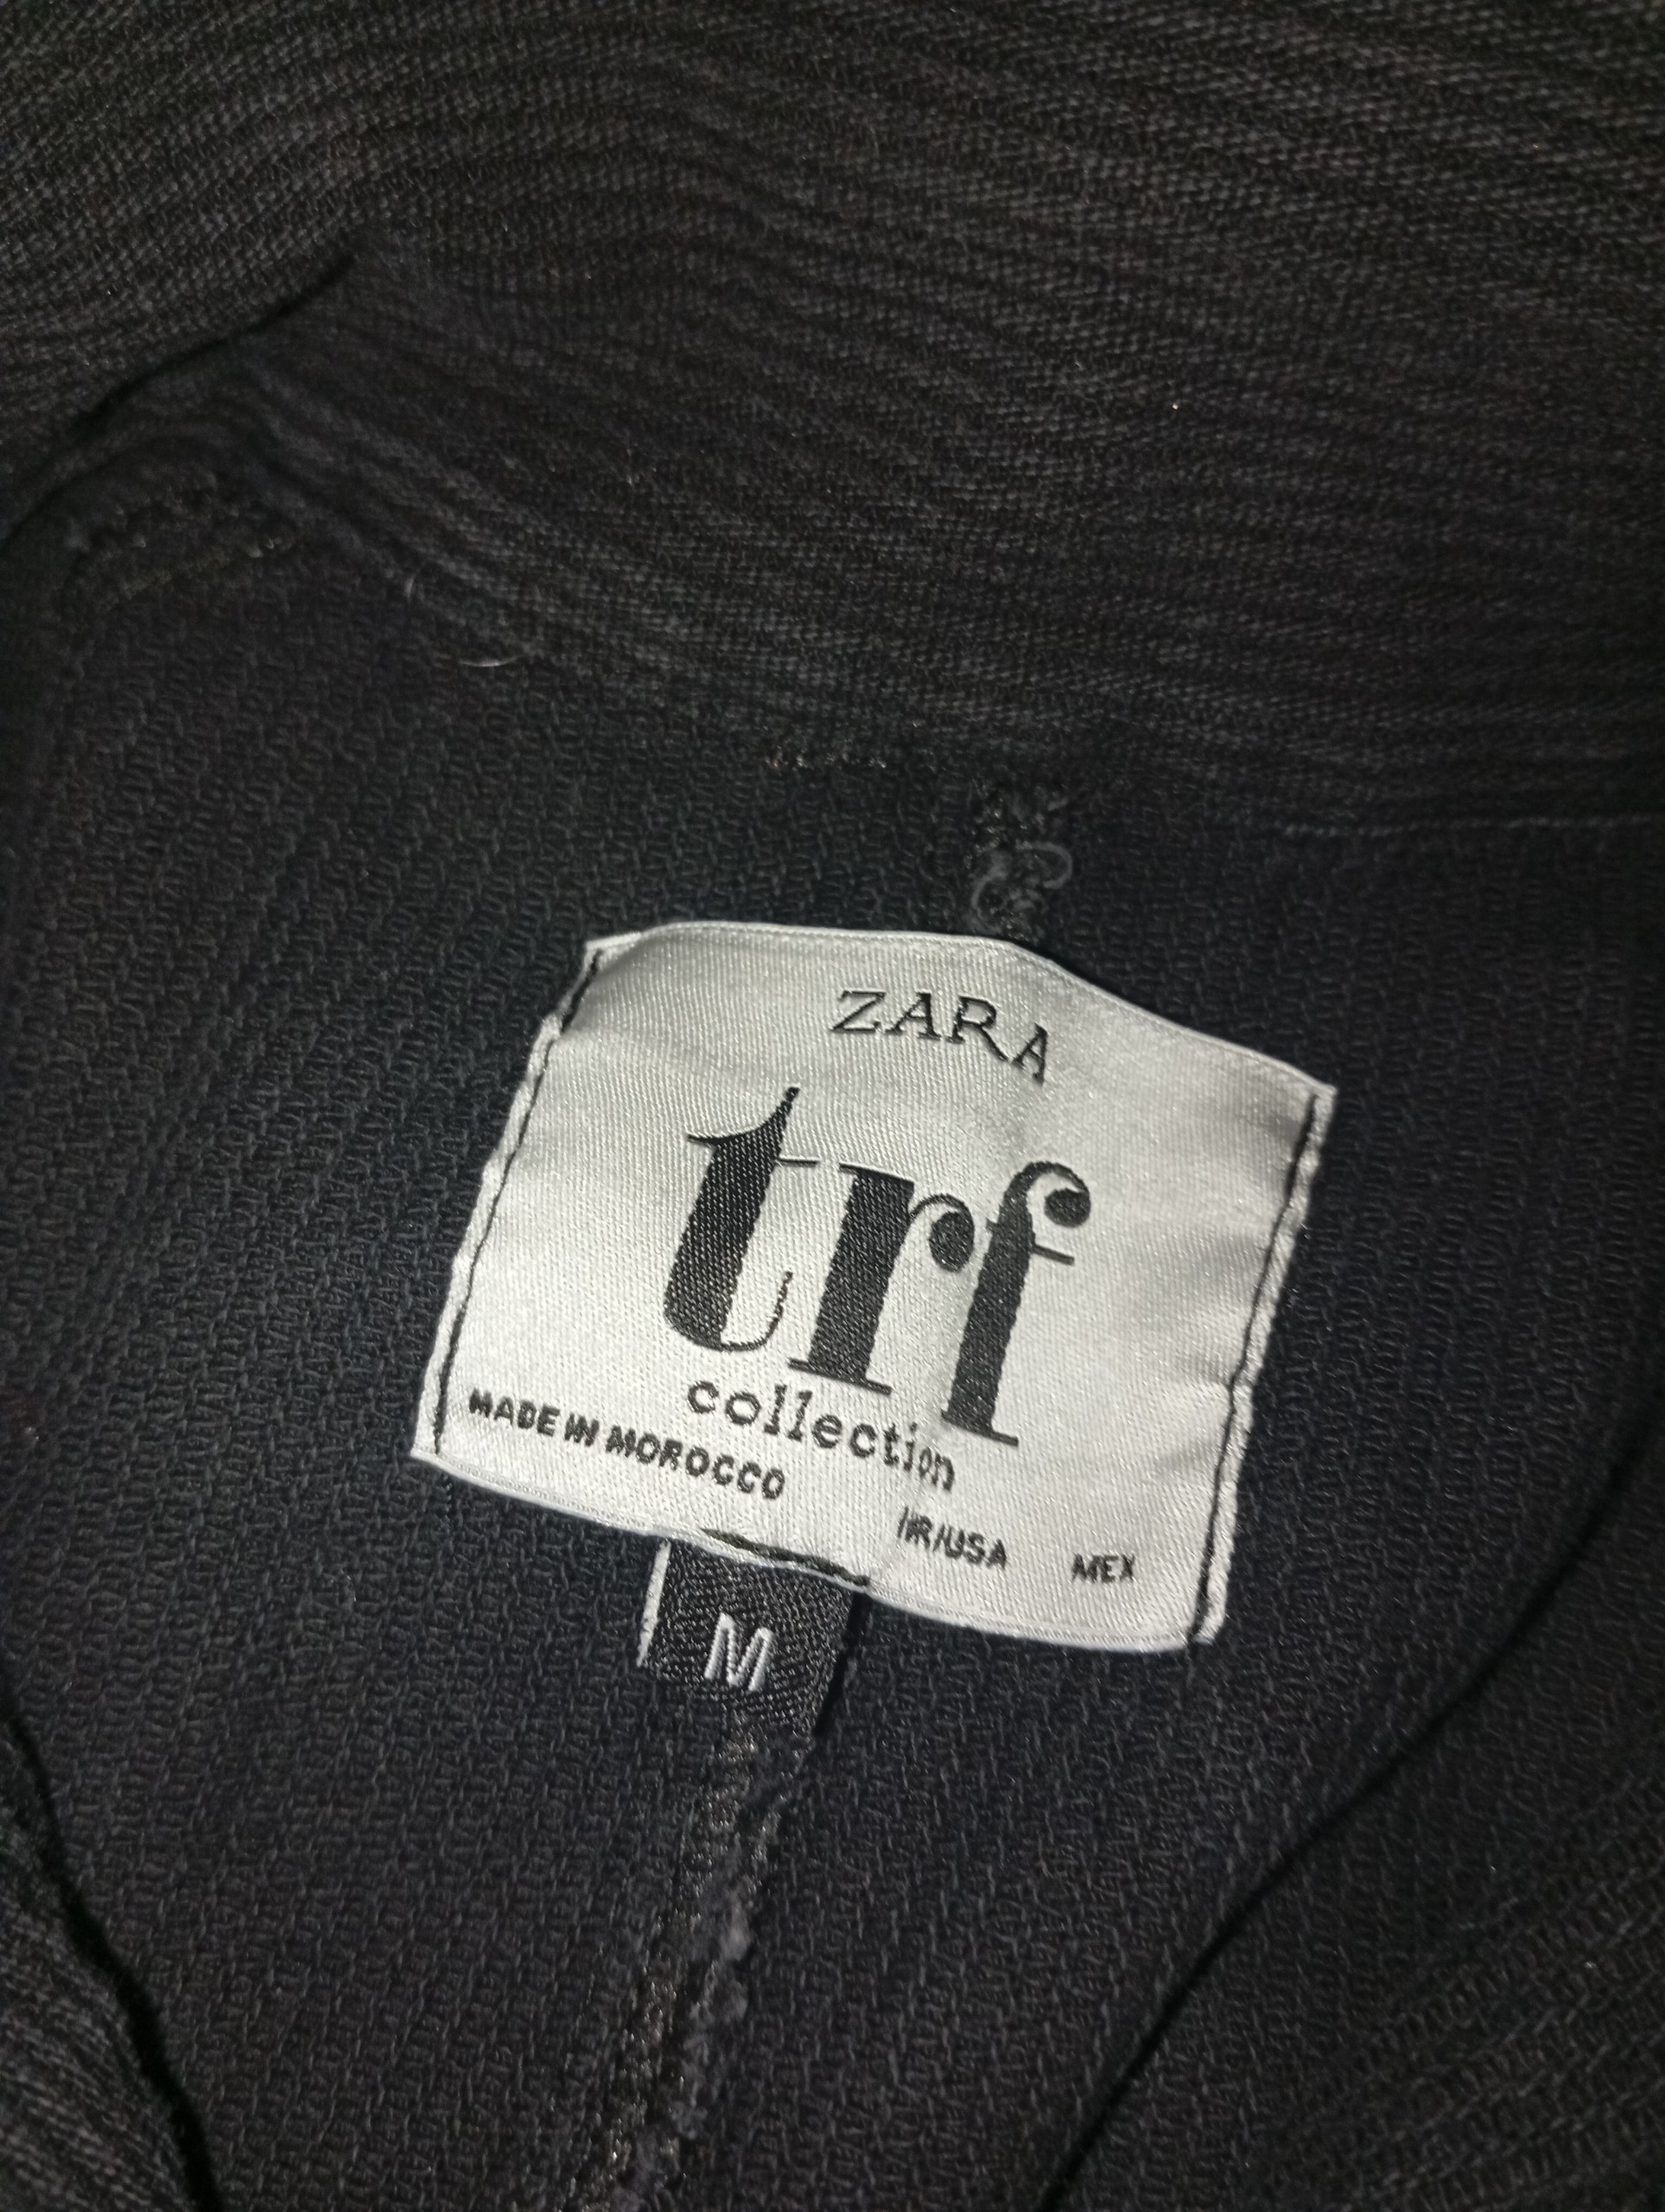 ZARA
trf
collection
MADE IN MOROCCO
USA MEX
M